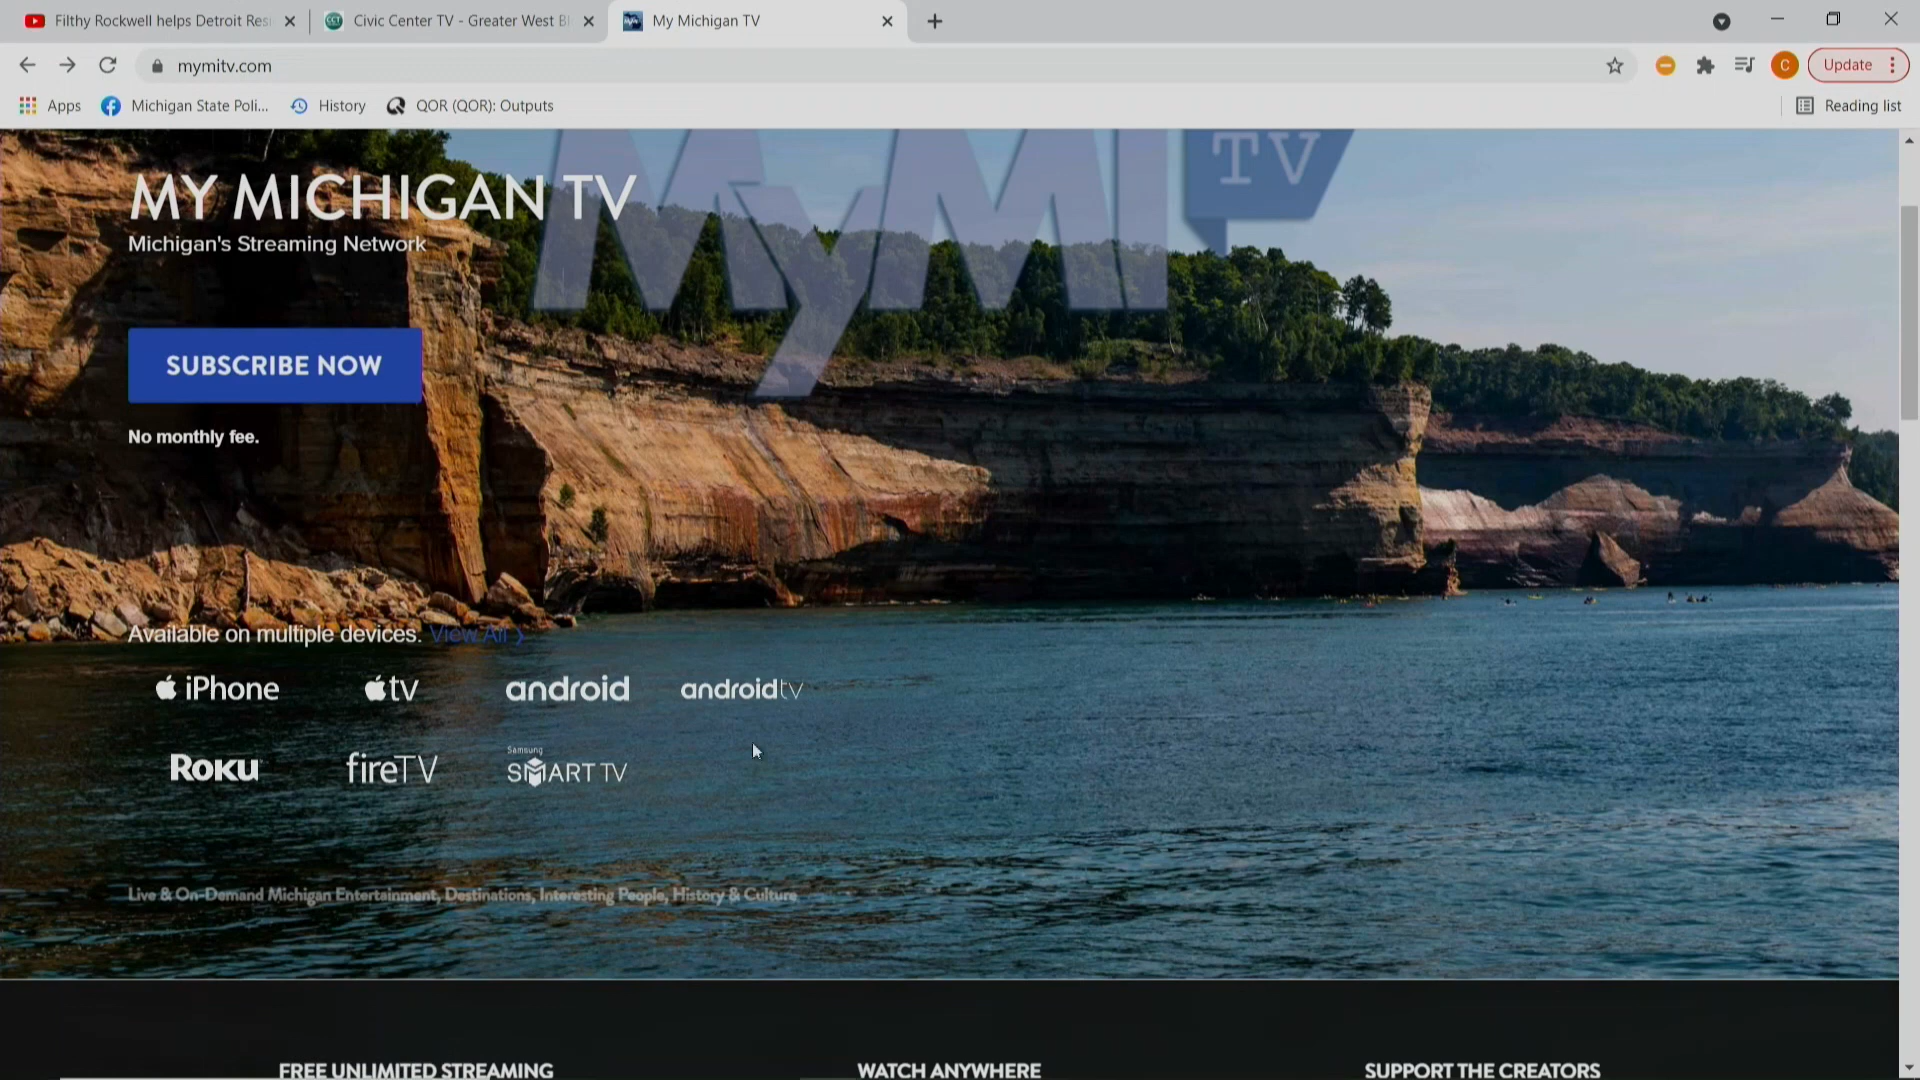 Filthy Rockwell helps Detroit Resi
Civic Center TV - Greater West Bl
My Michigan TV
mymitv.com
C
Update
Apps
Michigan State Poli...
History
QOR (QOR): Outputs
Reading list
MyMI TV
MY MICHIGAN TV
Michigan's Streaming Network
SUBSCRIBE NOW
No monthly fee.
Available on multiple devices. View All >
iPhone tv android androidtv
Roku fireTV Samsung SMART TV
Live & On-Demand Michigan Entertainment, Destinations, Interesting People, History & Culture
FREE UNLIMITED STREAMING WATCH ANYWHERE SUPPORT THE CREATORS